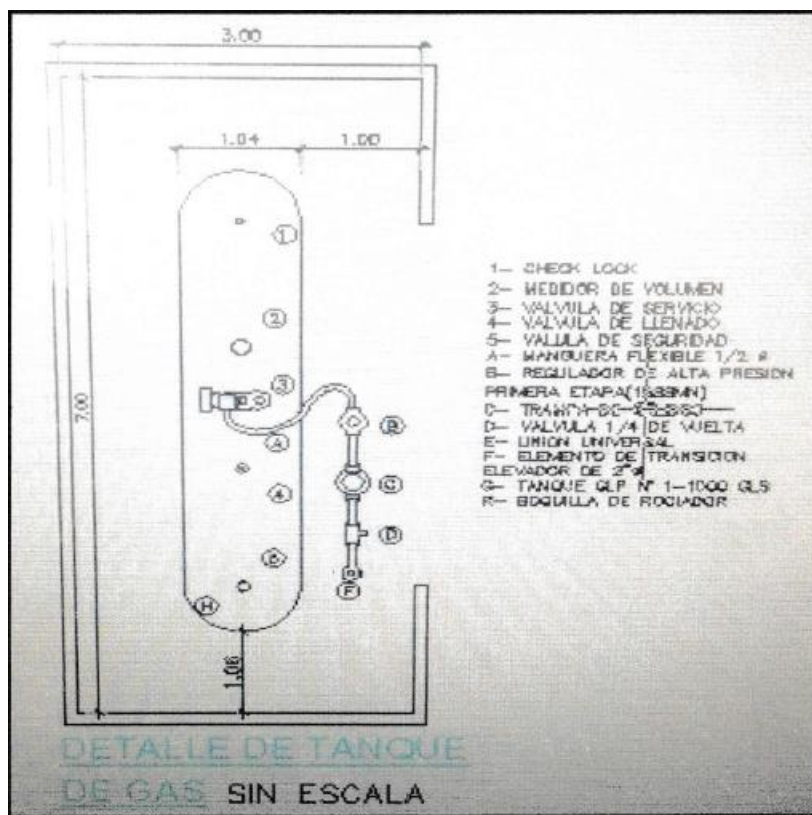 3.00
1.04
1.00
7.00
1.06
1
2
3
A
4
D
H
1- CHECK LOCK
2- MEDIDOR DE VOLUMEN
3- VALVULA DE SERVICIO
4- VALVULA DE LLENADO
5- VALULA DE SEGURIDAD
A- MANGUERA FLEXIBLE 1/2 ø
B- REGULADOR DE ALTA PRESION
PRIMERA ETAPA
C- TRAMPA DE
D- VALVULA 1/4 DE VUELTA
E- UNION UNIVERSAL
F- ELEMENTO DE TRANSICION
ELEVADOR DE 2"ø
G- TANQUE GLP Nº 1-1000 GLS
R- BOQUILLA DE ROCIADOR
DETALLE DE TANQUE
DE GAS SIN ESCALA